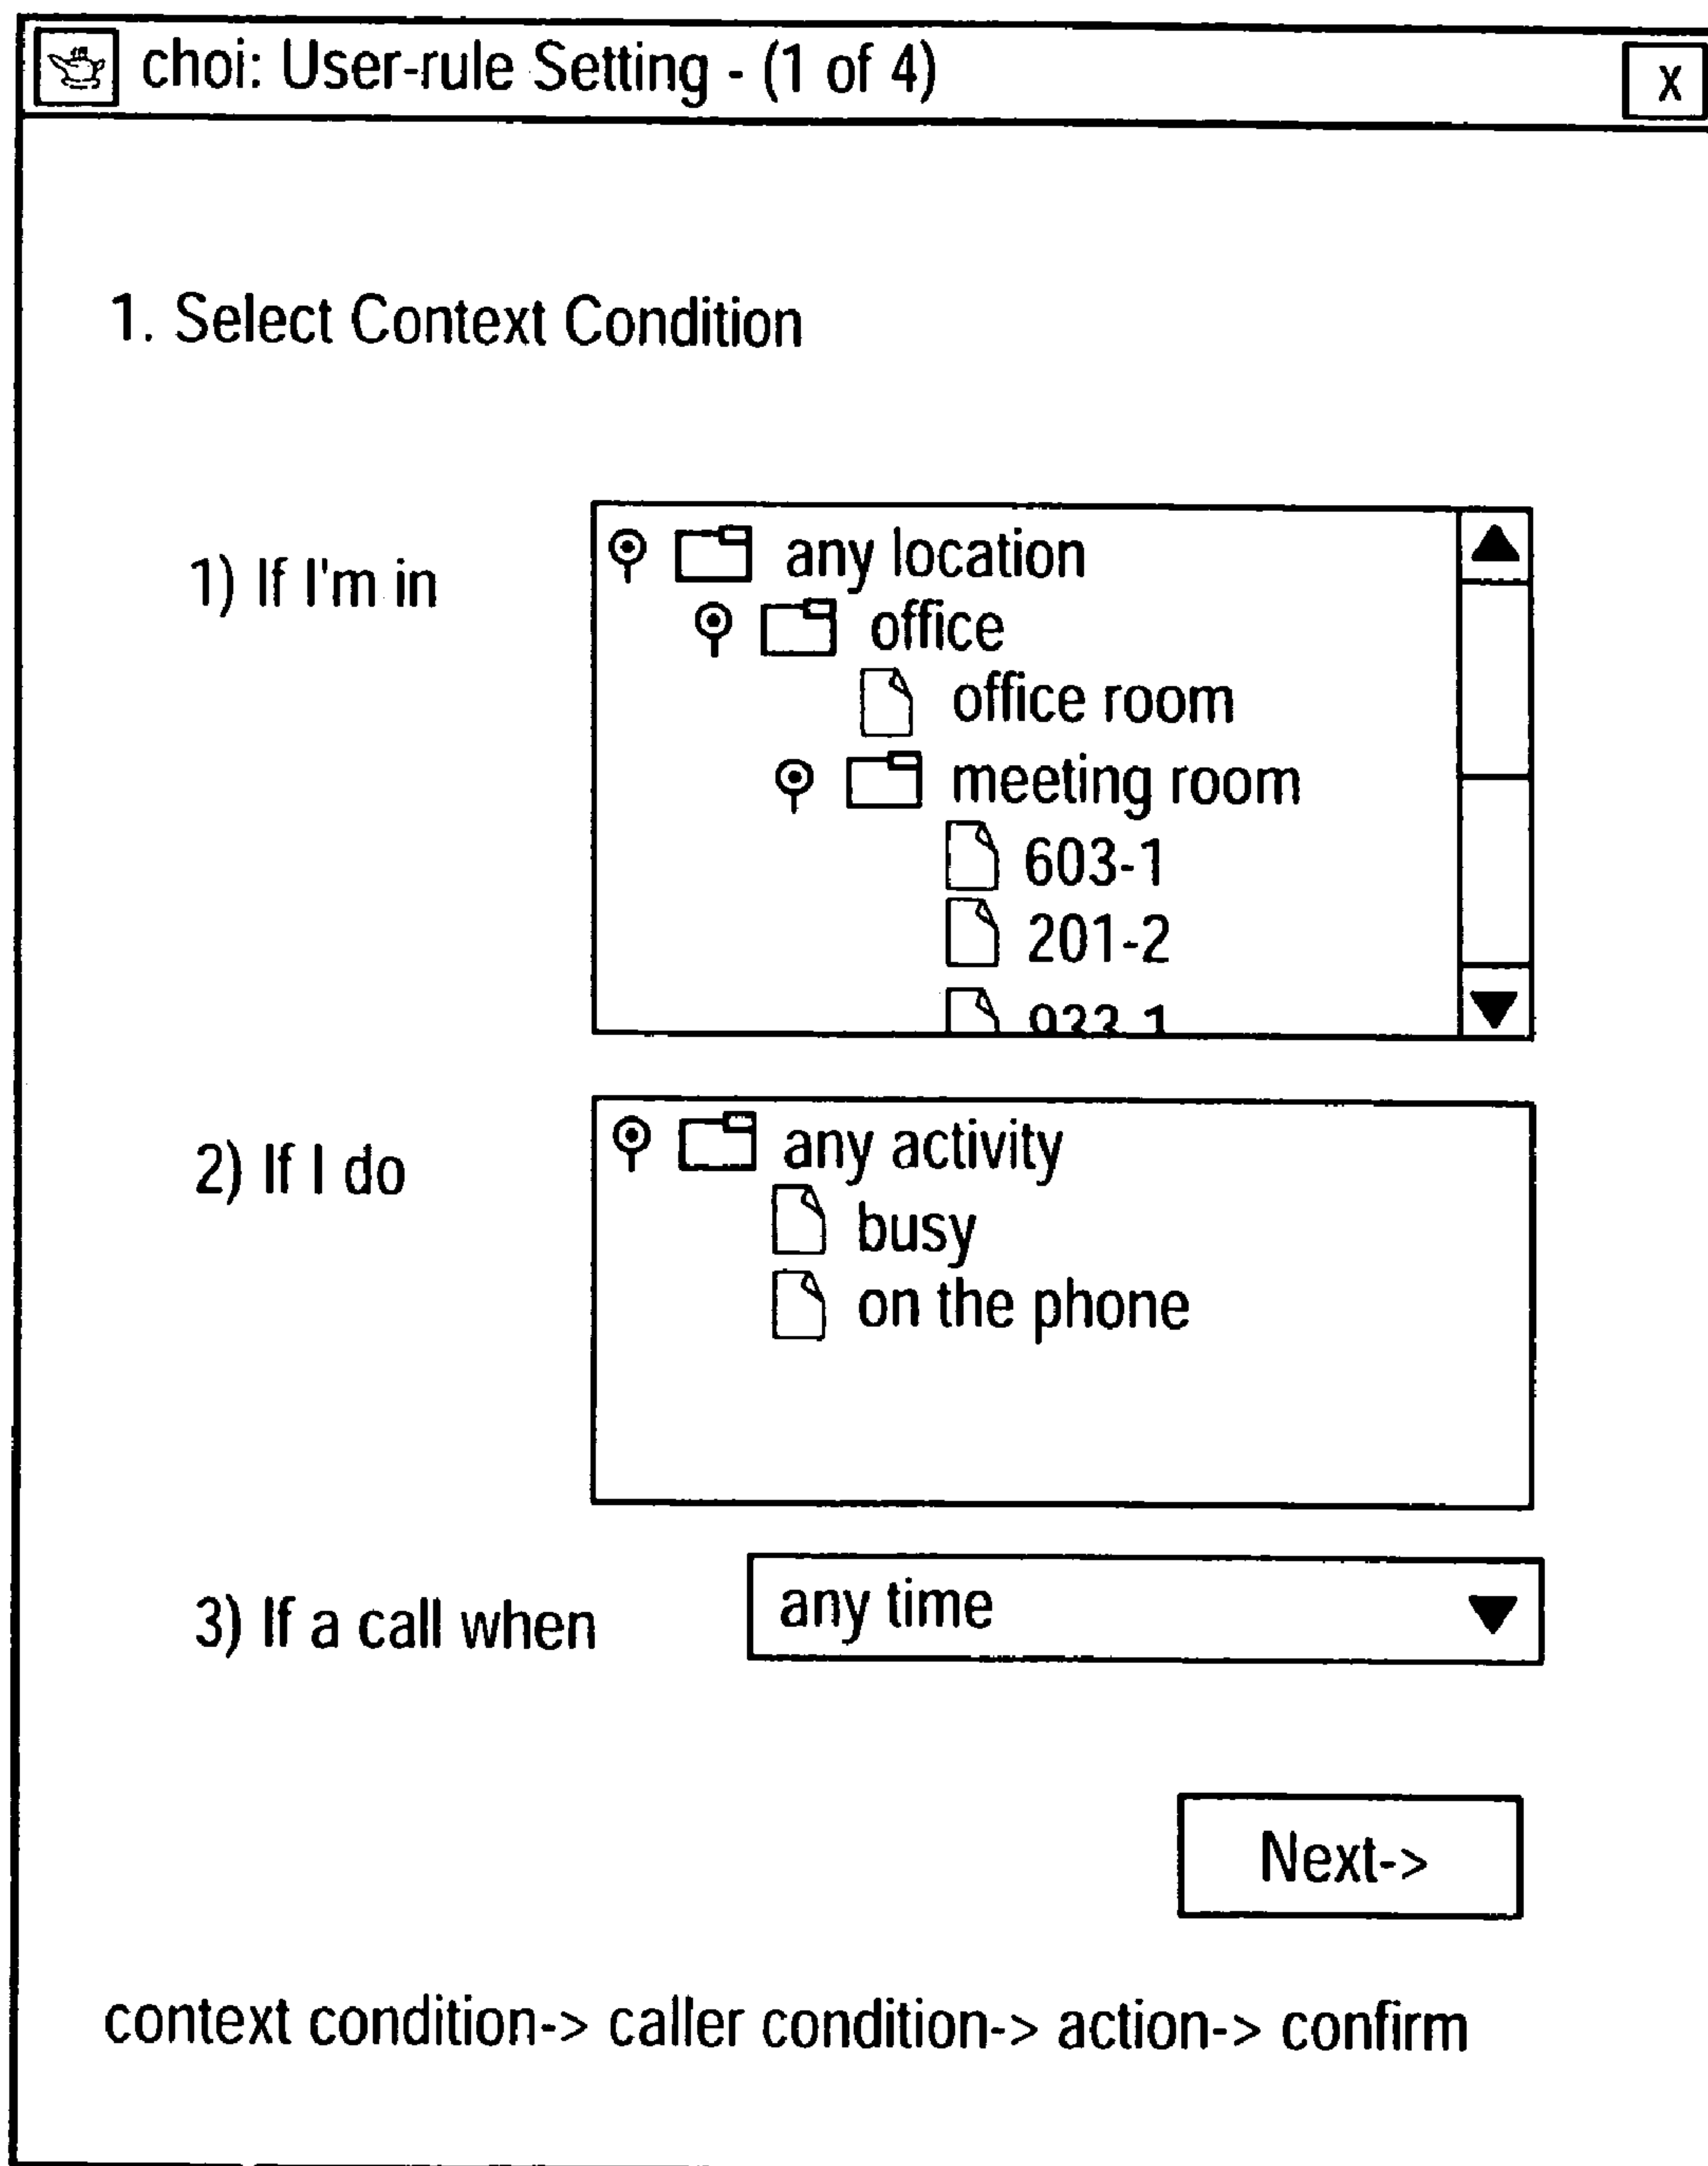 choi: User-rule Setting - (1 of 4)
X
1. Select Context Condition
1) If I'm in
any location
office
office room
meeting room
603-1
201-2
2) If I do
any activity
busy
on the phone
3) If a call when
any time
Next->
context condition-> caller condition-> action-> confirm